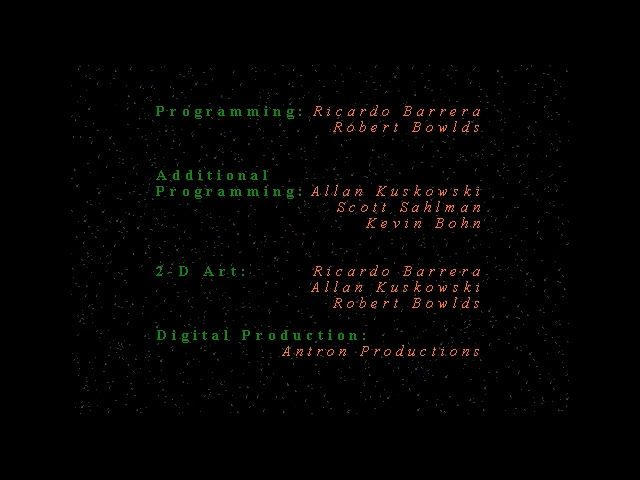 Programming: Ricardo Barrera
Robert Bowlds
Additional
Programming: Allan Kuskowski
Scott Sahlman
Kevin Bohn
2-D Art: Ricardo Barrera
Allan Kuskowski
Robert Bowlds
Digital Production:
Antron Productions